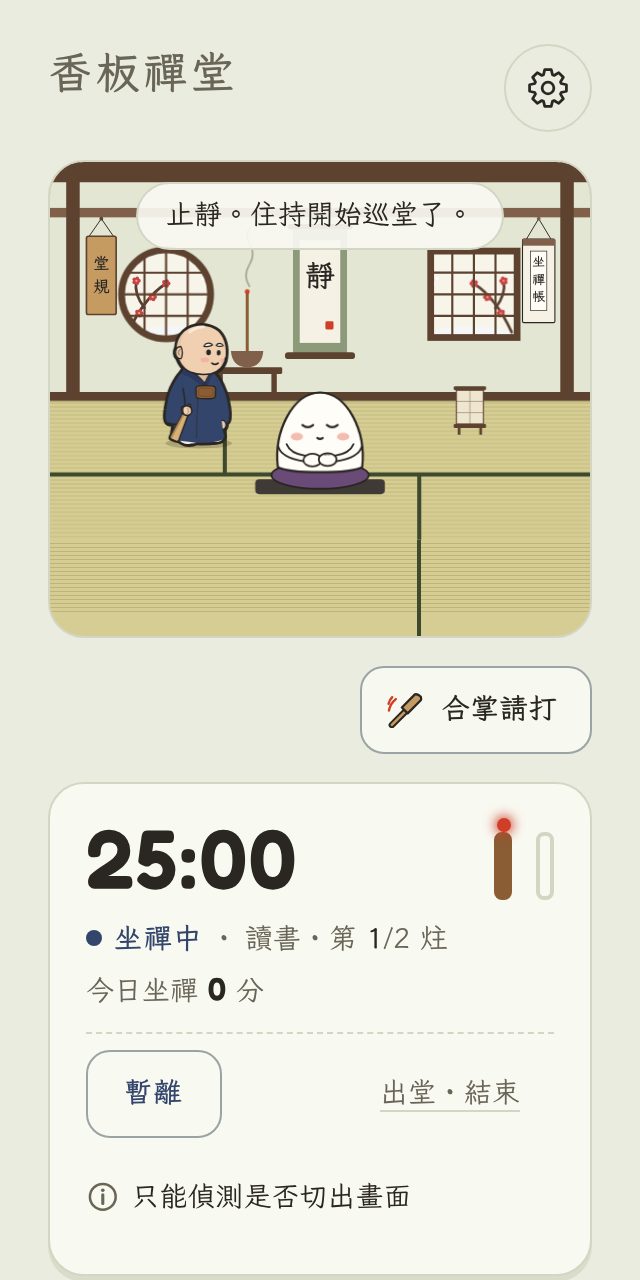 香板禪堂
止靜。住持開始巡堂了。
堂規
靜
坐禪帳
合掌請打
25:00
坐禪中 · 讀書 · 第 1/2 炷
今日坐禪 0 分
暫離
出堂 · 結束
只能偵測是否切出畫面